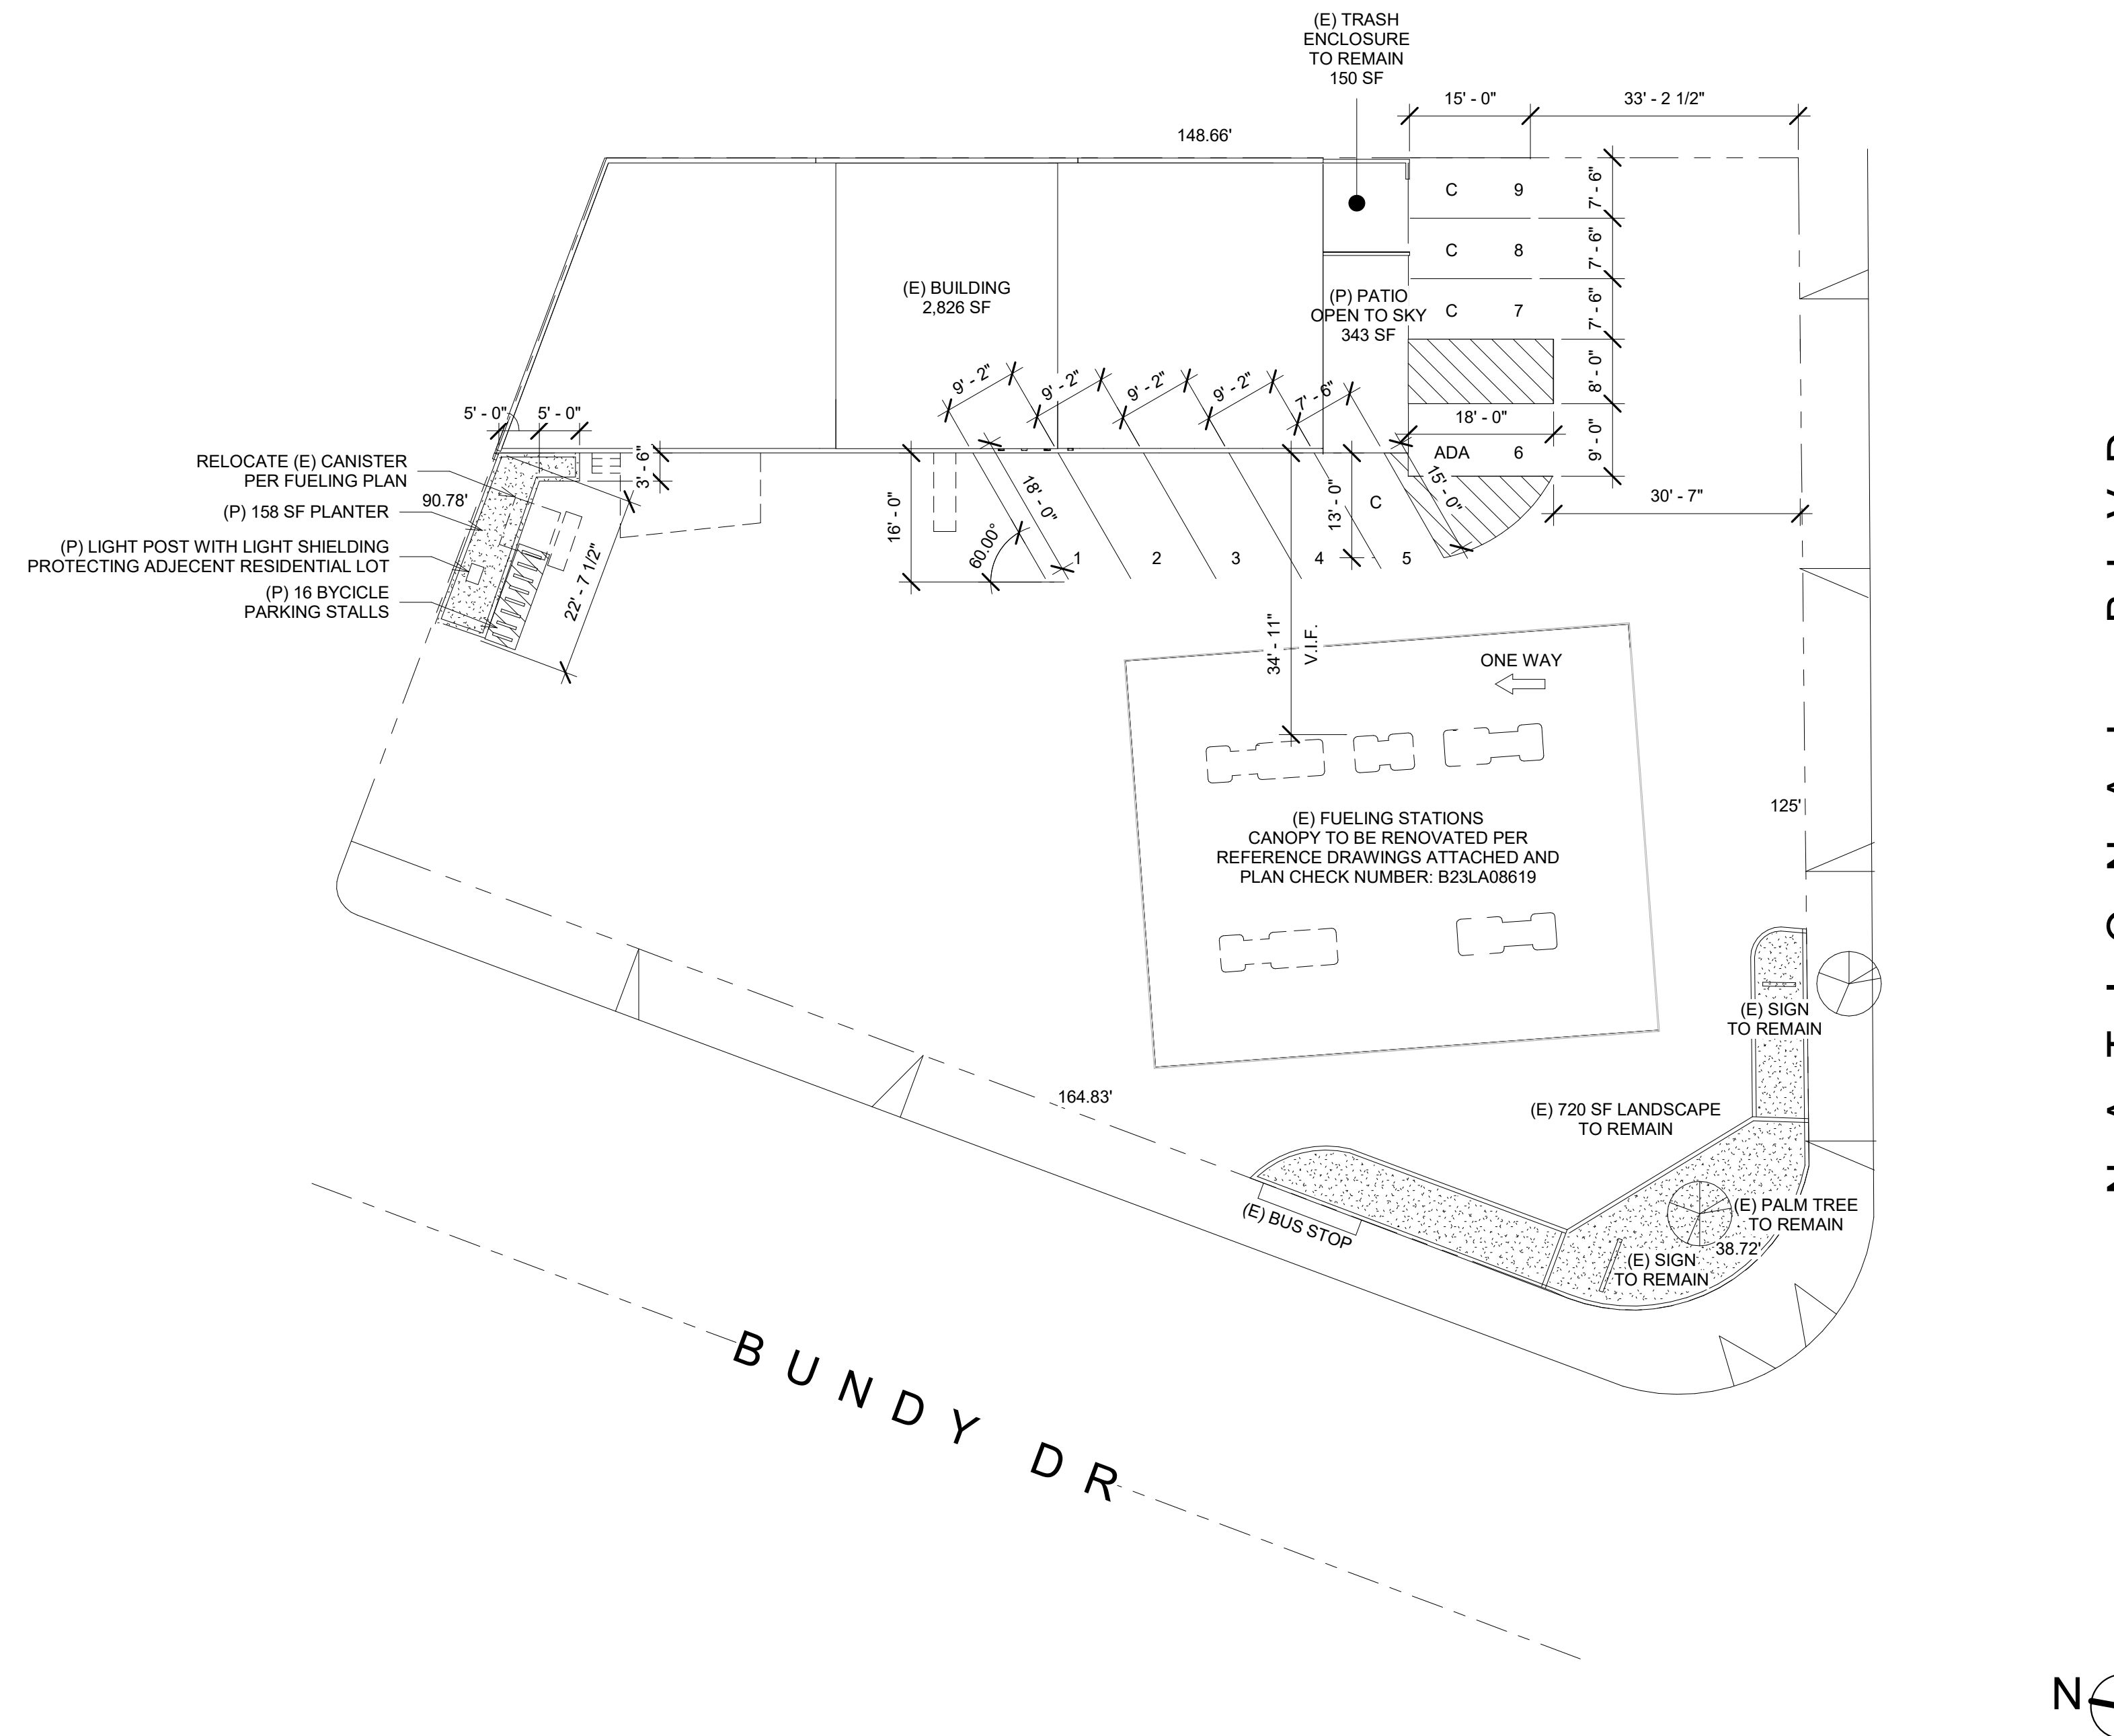 (E) TRASH
ENCLOSURE
TO REMAIN
150 SF
15' - 0"
33' - 2 1/2"
148.66'
C 9
7' - 6"
C 8
7' - 6"
(E) BUILDING
2,826 SF
(P) PATIO
OPEN TO SKY
343 SF
C 7
7' - 6"
8' - 0"
9' - 2"
9' - 2"
9' - 2"
9' - 2"
7' - 6"
18' - 0"
5' - 0"
5' - 0"
ADA 6
9' - 0"
RELOCATE (E) CANISTER
PER FUELING PLAN
3' - 6"
90.78'
(P) 158 SF PLANTER
(P) LIGHT POST WITH LIGHT SHIELDING
PROTECTING ADJECENT RESIDENTIAL LOT
(P) 16 BYCICLE
PARKING STALLS
22' - 7 1/2"
16' - 0"
18' - 0"
60.00°
13' - 0"
C
15' - 0"
30' - 7"
1
2
3
4
5
34' - 11"
V.I.F.
ONE WAY
125'
(E) FUELING STATIONS
CANOPY TO BE RENOVATED PER
REFERENCE DRAWINGS ATTACHED AND
PLAN CHECK NUMBER: B23LA08619
(E) SIGN
TO REMAIN
164.83'
(E) 720 SF LANDSCAPE
TO REMAIN
(E) BUS STOP
(E) PALM TREE
TO REMAIN
38.72'
(E) SIGN
TO REMAIN
BUNDY DR
NATIONAL BLVD
N